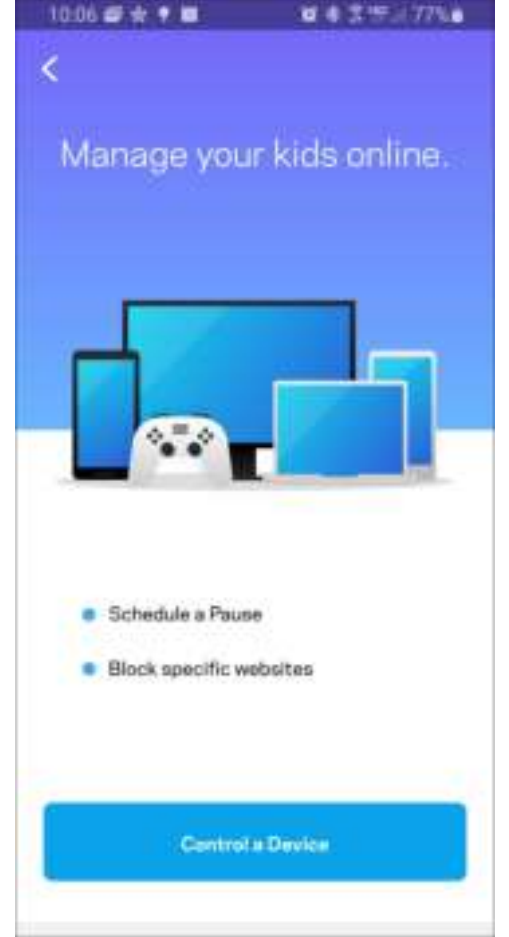 10:06 77%
Manage your kids online.
Schedule a Pause
Block specific websites
Control a Device